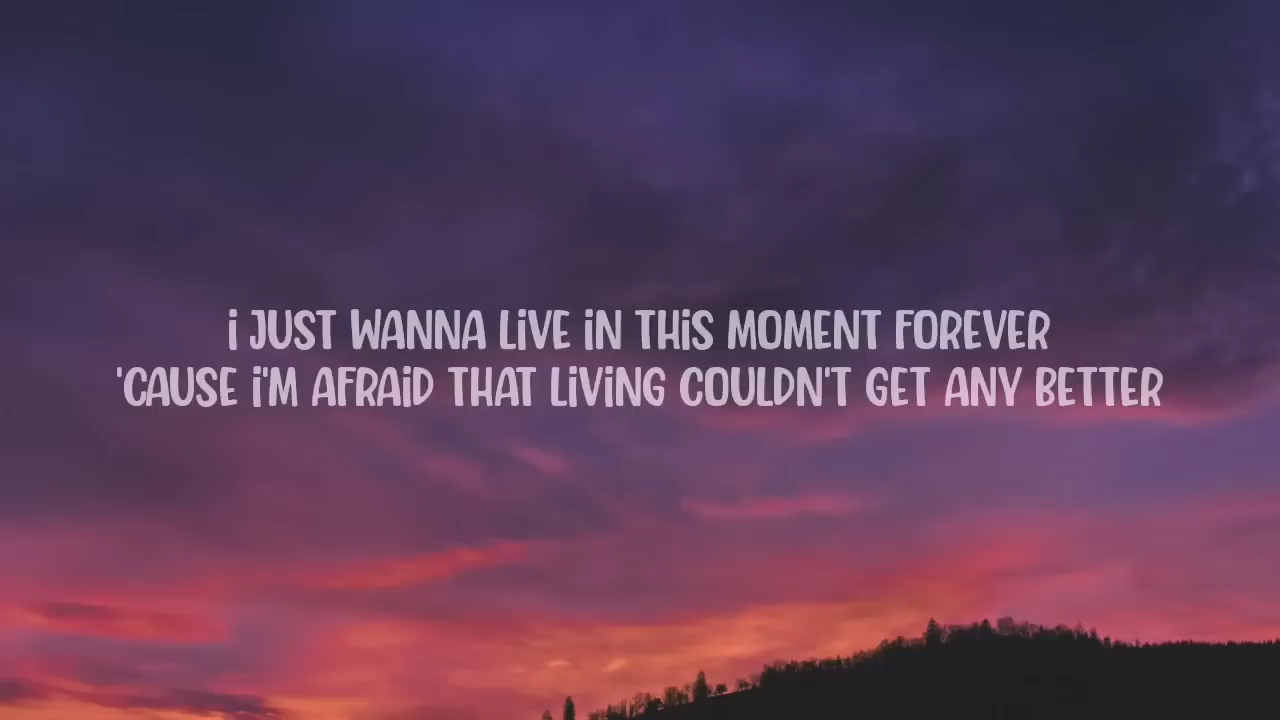 i JUST WANNA LiVE iN THiS MOMENT FOREVER
'CAUSE i'M AFRAiD THAT LiViNG COULDN'T GET ANY BETTER